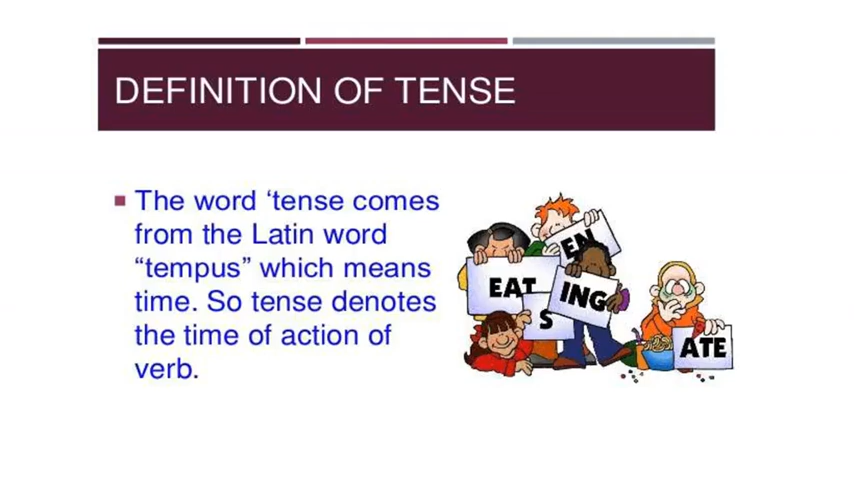 DEFINITION OF TENSE
The word ‘tense comes
from the Latin word
“tempus” which means
time. So tense denotes
the time of action of
verb.
EN
EAT
ING
S
ATE